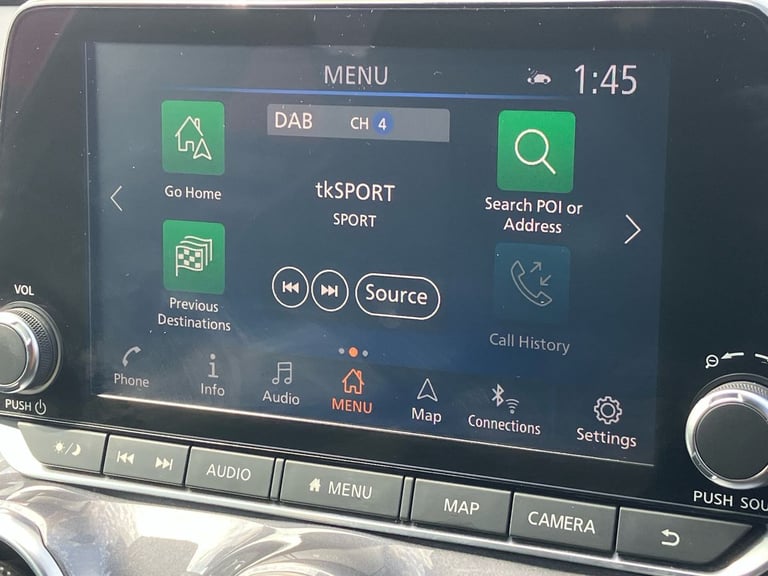 MENU
1:45
DAB
CH 4
Go Home
tkSPORT
SPORT
Search POI or
Address
Previous
Destinations
Source
Call History
Phone
Info
Audio
MENU
Map
Connections
Settings
VOL
PUSH
AUDIO
MENU
MAP
CAMERA
PUSH SOU